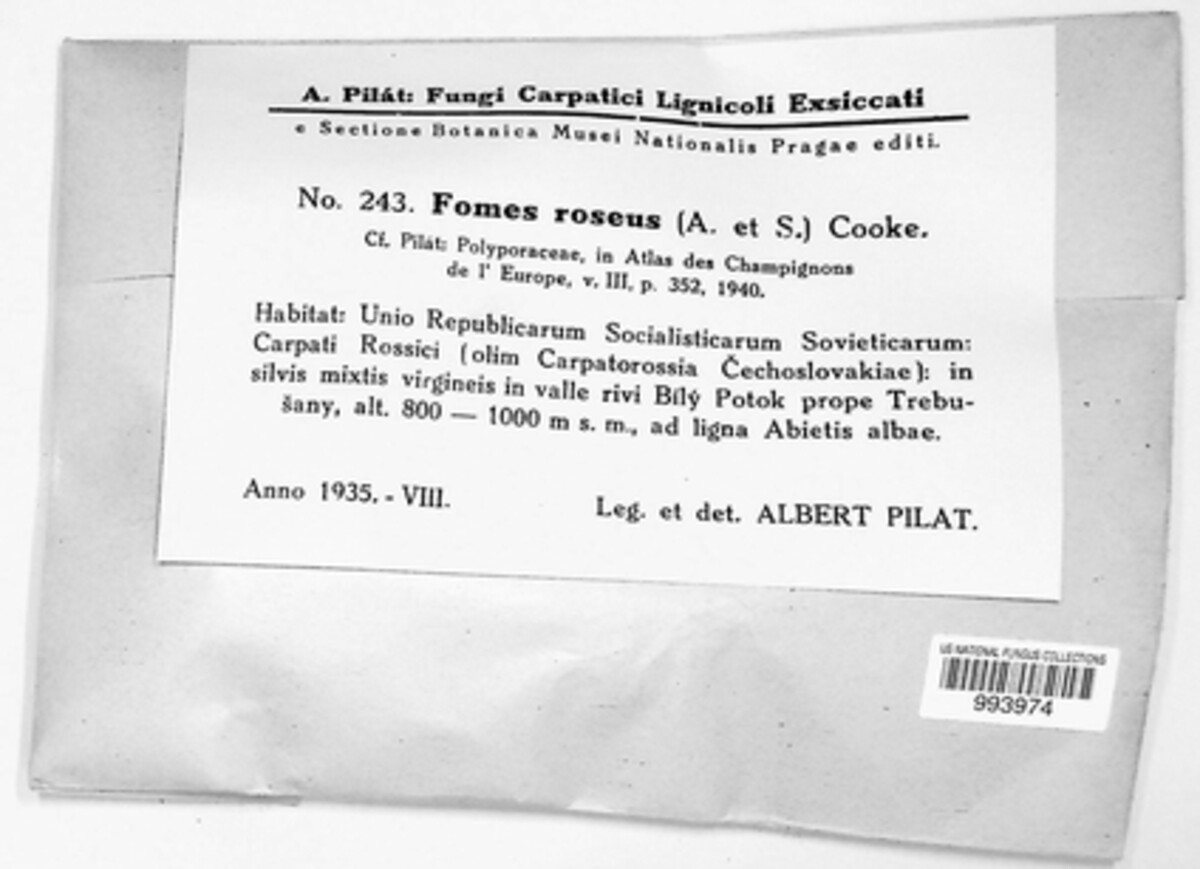 A. Pilát: Fungi Carpatici Lignicoli Exsiccati
e Sectione Botanica Musei Nationalis Pragae editi.
No. 243. Fomes roseus (A. et S.) Cooke.
Cf. Pilát: Polyporaceae, in Atlas des Champignons
de l' Europe, v. III, p. 352, 1940.
Habitat: Unio Republicarum Socialisticarum Sovieticarum:
Carpati Rossici (olim Carpatorossia Čechoslovakiae): in
silvis mixtis virgineis in valle rivi Bílý Potok prope Trebu-
šany, alt. 800 — 1000 m s. m., ad ligna Abietis albae.
Anno 1935. - VIII.
Leg. et det. ALBERT PILAT.
US NATIONAL FUNGUS COLLECTIONS
993974